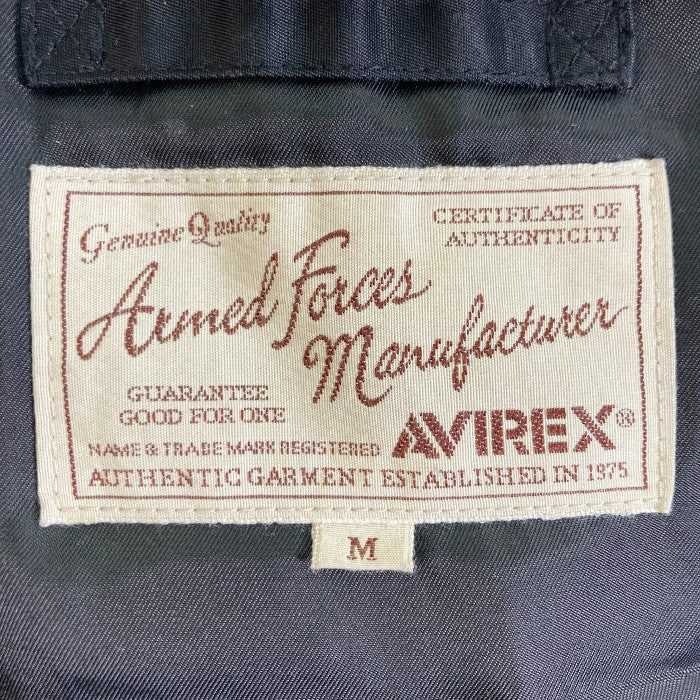 Genuine Quality
CERTIFICATE OF
AUTHENTICITY
Armed Forces
Manufacturer
GUARANTEE
GOOD FOR ONE
NAME & TRADE MARK REGISTERED
AVIREX®
AUTHENTIC GARMENT ESTABLISHED IN 1975
M